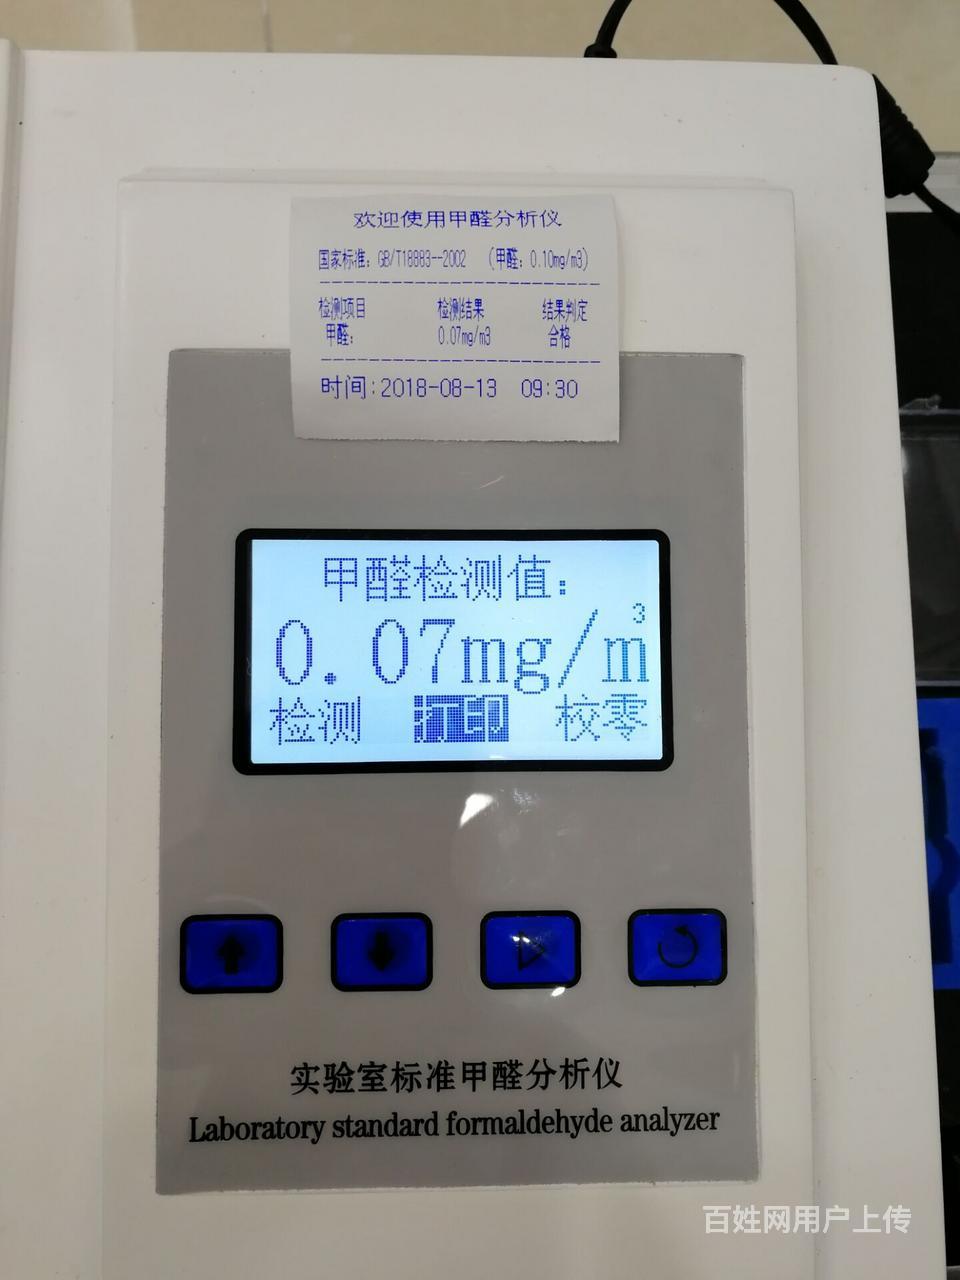 欢迎使用甲醛分析仪
国家标准：GB/T18883--2002 （甲醛：0.10mg/m3）
检测项目 检测结果 结果判定
甲醛： 0.07mg/m3 合格
时间：2018-08-13 09:30
甲醛检测值：
0.07mg/m³
检测 打印 校零
实验室标准甲醛分析仪
Laboratory standard formaldehyde analyzer
百姓网用户上传